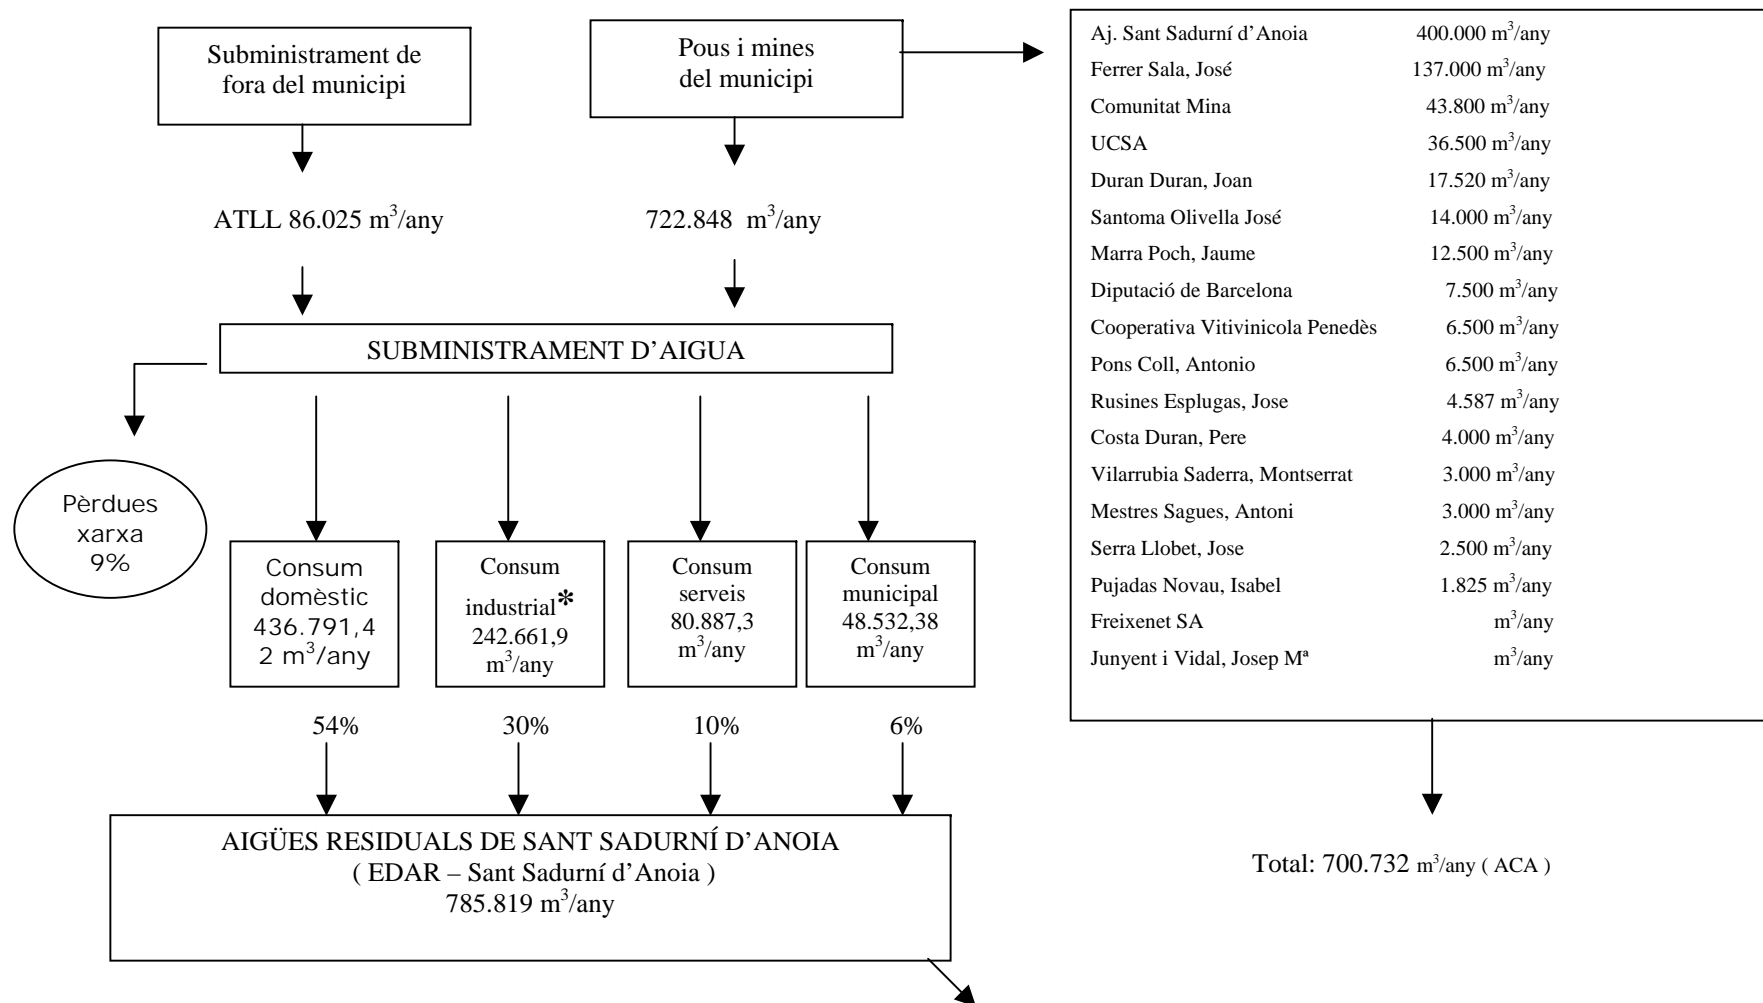 Subministrament de
fora del municipi
Pous i mines
del municipi
ATLL 86.025 m³/any
722.848 m³/any
SUBMINISTRAMENT D’AIGUA
Pèrdues
xarxa
9%
Consum
domèstic
436.791,4
2 m³/any
Consum
industrial*
242.661,9
m³/any
Consum
serveis
80.887,3
m³/any
Consum
municipal
48.532,38
m³/any
54%
30%
10%
6%
AIGÜES RESIDUALS DE SANT SADURNÍ D’ANOIA
( EDAR – Sant Sadurní d’Anoia )
785.819 m³/any
Aj. Sant Sadurní d’Anoia 400.000 m³/any
Ferrer Sala, José 137.000 m³/any
Comunitat Mina 43.800 m³/any
UCSA 36.500 m³/any
Duran Duran, Joan 17.520 m³/any
Santoma Olivella José 14.000 m³/any
Marra Poch, Jaume 12.500 m³/any
Diputació de Barcelona 7.500 m³/any
Cooperativa Vitivinicola Penedès 6.500 m³/any
Pons Coll, Antonio 6.500 m³/any
Rusines Esplugas, Jose 4.587 m³/any
Costa Duran, Pere 4.000 m³/any
Vilarrubia Saderra, Montserrat 3.000 m³/any
Mestres Sagues, Antoni 3.000 m³/any
Serra Llobet, Jose 2.500 m³/any
Pujadas Novau, Isabel 1.825 m³/any
Freixenet SA m³/any
Junyent i Vidal, Josep Mª m³/any
Total: 700.732 m³/any ( ACA )